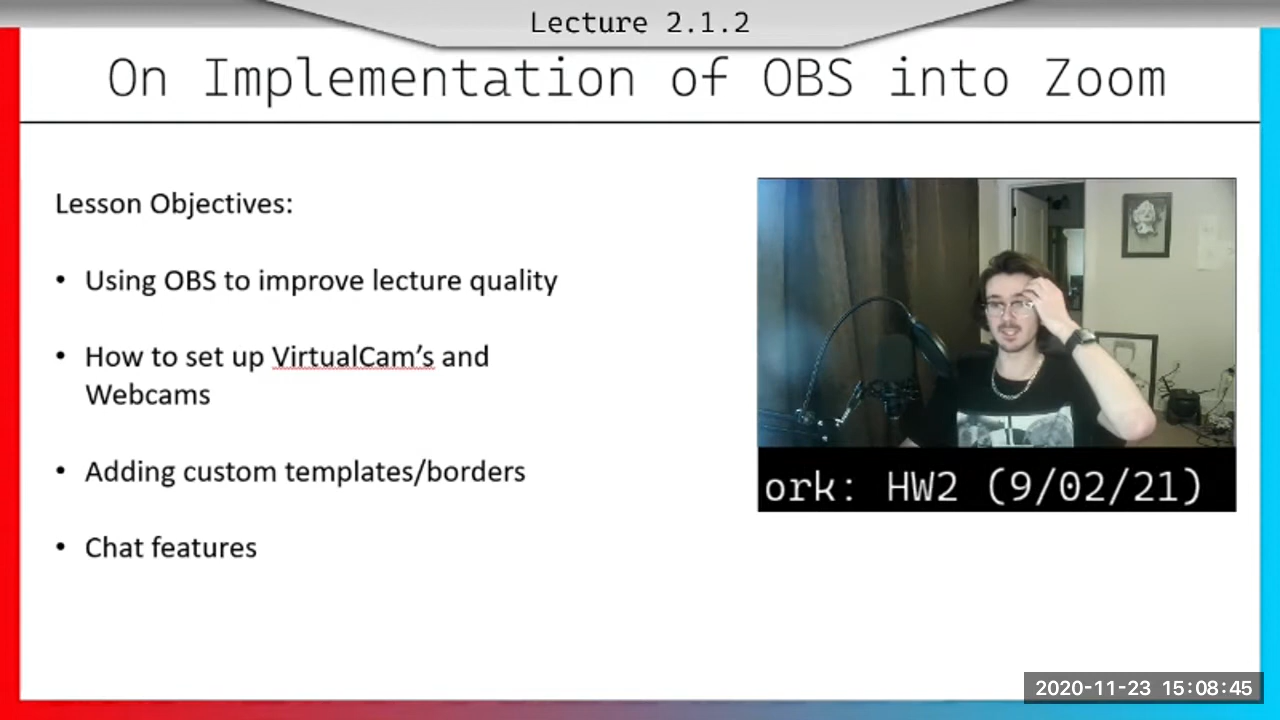 Lecture 2.1.2
On Implementation of OBS into Zoom
Lesson Objectives:
• Using OBS to improve lecture quality
• How to set up VirtualCam’s and
Webcams
• Adding custom templates/borders
• Chat features
ork: HW2 (9/02/21)
2020-11-23 15:08:45